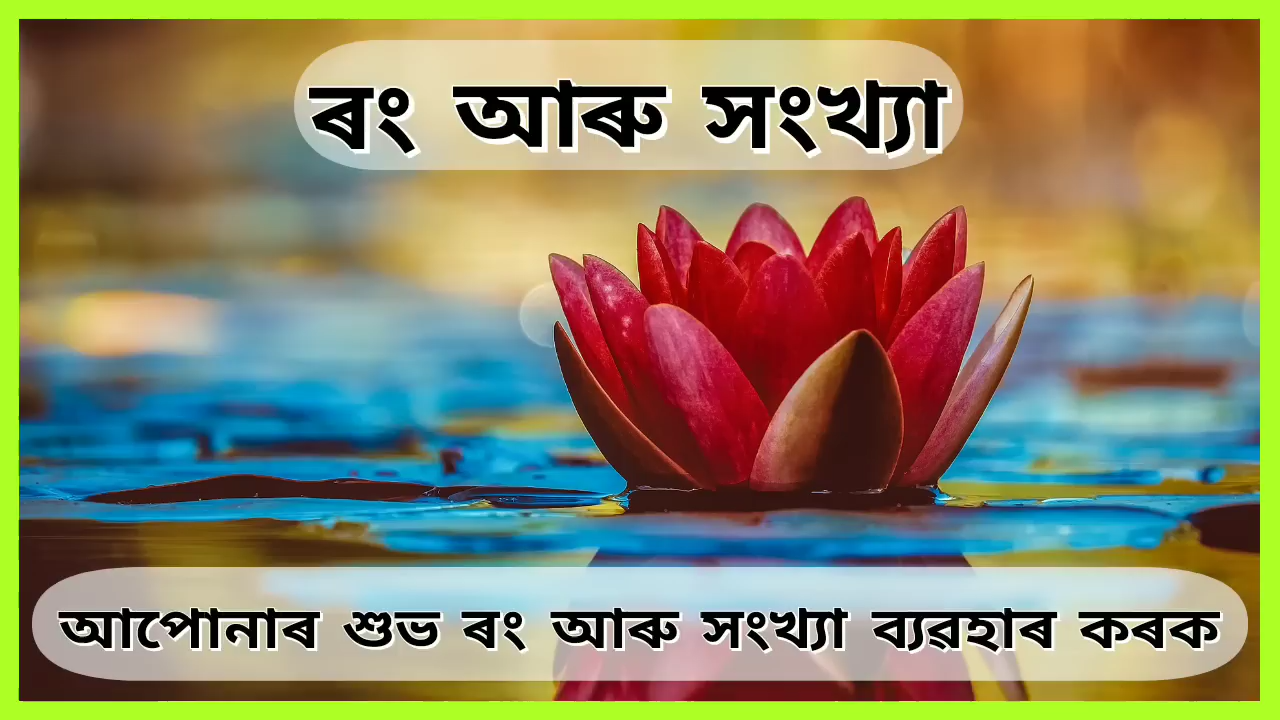 ৰং আৰু সংখ্যা
আপোনাৰ শুভ ৰং আৰু সংখ্যা ব্যৱহাৰ কৰক